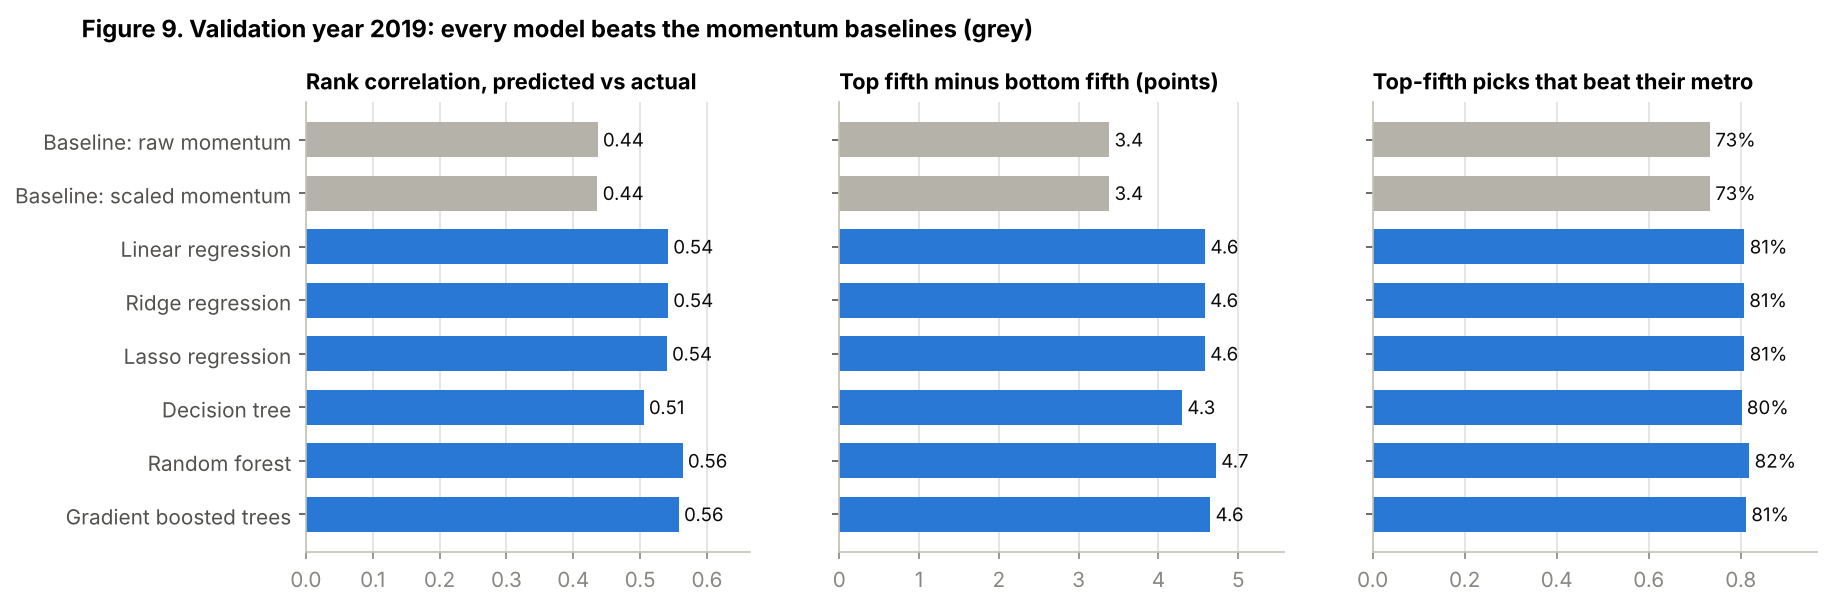 Figure 9. Validation year 2019: every model beats the momentum baselines (grey)
Rank correlation, predicted vs actual
Top fifth minus bottom fifth (points)
Top-fifth picks that beat their metro
Baseline: raw momentum 0.44 3.4 73%
Baseline: scaled momentum 0.44 3.4 73%
Linear regression 0.54 4.6 81%
Ridge regression 0.54 4.6 81%
Lasso regression 0.54 4.6 81%
Decision tree 0.51 4.3 80%
Random forest 0.56 4.7 82%
Gradient boosted trees 0.56 4.6 81%
0.0 0.1 0.2 0.3 0.4 0.5 0.6
0 1 2 3 4 5
0.0 0.2 0.4 0.6 0.8